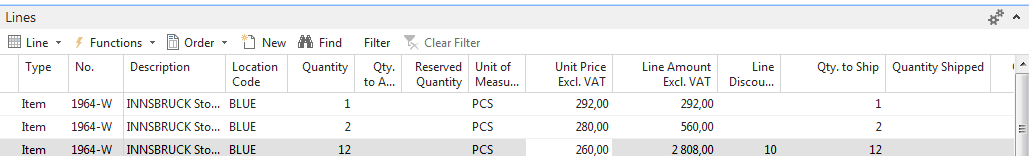 Lines
Line Functions Order New Find Filter Clear Filter
Type No. Description Location Code Quantity Qty. to A... Reserved Quantity Unit of Measu... Unit Price Excl. VAT Line Amount Excl. VAT Line Discou... Qty. to Ship Quantity Shipped
Item 1964-W INNSBRUCK Sto... BLUE 1 PCS 292,00 292,00 1
Item 1964-W INNSBRUCK Sto... BLUE 2 PCS 280,00 560,00 2
Item 1964-W INNSBRUCK Sto... BLUE 12 PCS 260,00 2 808,00 10 12